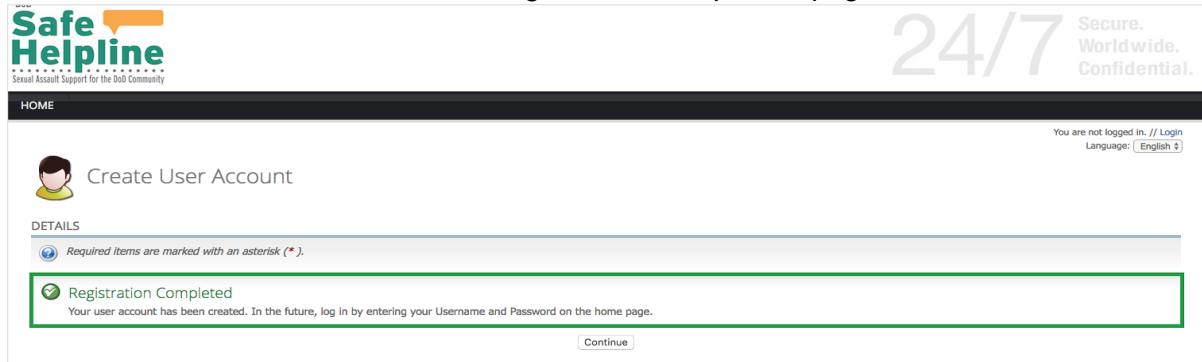 DoD
Safe
Helpline
Sexual Assault Support for the DoD Community
24/7
Secure.
Worldwide.
Confidential.
HOME
You are not logged in. // Login
Language: English
Create User Account
DETAILS
Required items are marked with an asterisk (* ).
Registration Completed
Your user account has been created. In the future, log in by entering your Username and Password on the home page.
Continue